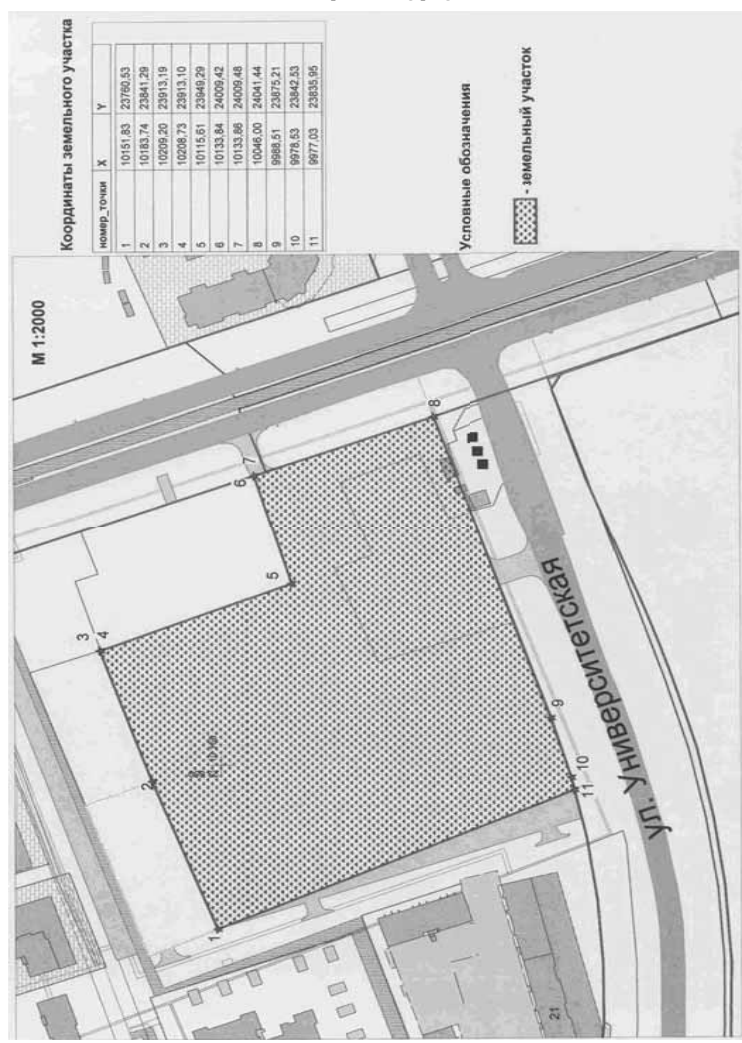 Координаты земельного участка
номер_точки X Y
1 10151,83 23760,53
2 10183,74 23841,29
3 10209,20 23913,19
4 10208,73 23913,10
5 10115,61 23949,29
6 10133,84 24009,42
7 10133,86 24009,48
8 10046,00 24041,44
9 9988,51 23875,21
10 9978,53 23842,53
11 9977,03 23835,95
Условные обозначения
- земельный участок
М 1:2000
1
2
3
4
5
6
7
8
9
10
11
ул. Университетская
21